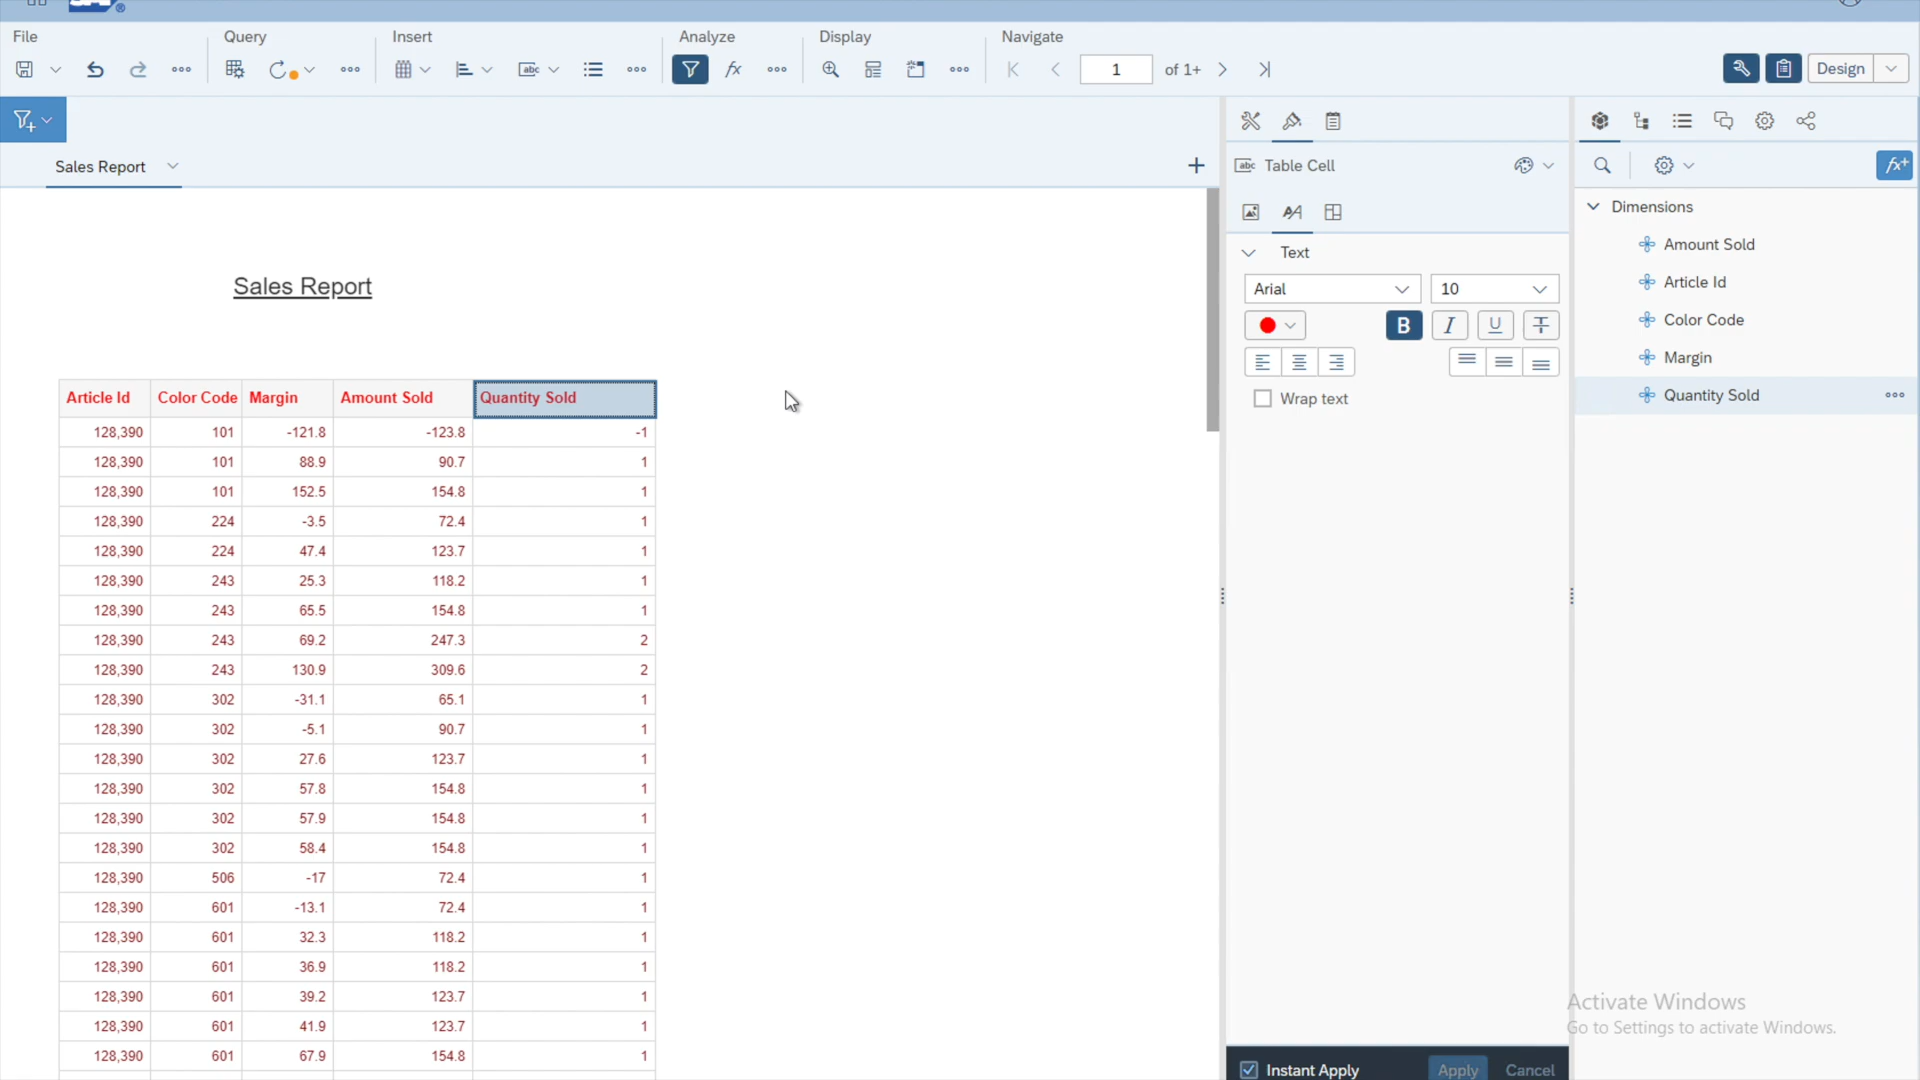 File Query Insert Analyze Display Navigate
abc 1 of 1+ Design
Sales Report
abc Table Cell
Dimensions
Amount Sold
Article Id
Color Code
Margin
Quantity Sold
Text
Arial 10
B I U T
Wrap text
Sales Report
Article Id Color Code Margin Amount Sold Quantity Sold
128,390 101 -121.8 -123.8 -1
128,390 101 88.9 90.7 1
128,390 101 152.5 154.8 1
128,390 224 -3.5 72.4 1
128,390 224 47.4 123.7 1
128,390 243 25.3 118.2 1
128,390 243 65.5 154.8 1
128,390 243 69.2 247.3 2
128,390 243 130.9 309.6 2
128,390 302 -31.1 65.1 1
128,390 302 -5.1 90.7 1
128,390 302 27.6 123.7 1
128,390 302 57.8 154.8 1
128,390 302 57.9 154.8 1
128,390 302 58.4 154.8 1
128,390 506 -17 72.4 1
128,390 601 -13.1 72.4 1
128,390 601 32.3 118.2 1
128,390 601 36.9 118.2 1
128,390 601 39.2 123.7 1
128,390 601 41.9 123.7 1
128,390 601 67.9 154.8 1
Instant Apply Apply Cancel
Activate Windows
Go to Settings to activate Windows.